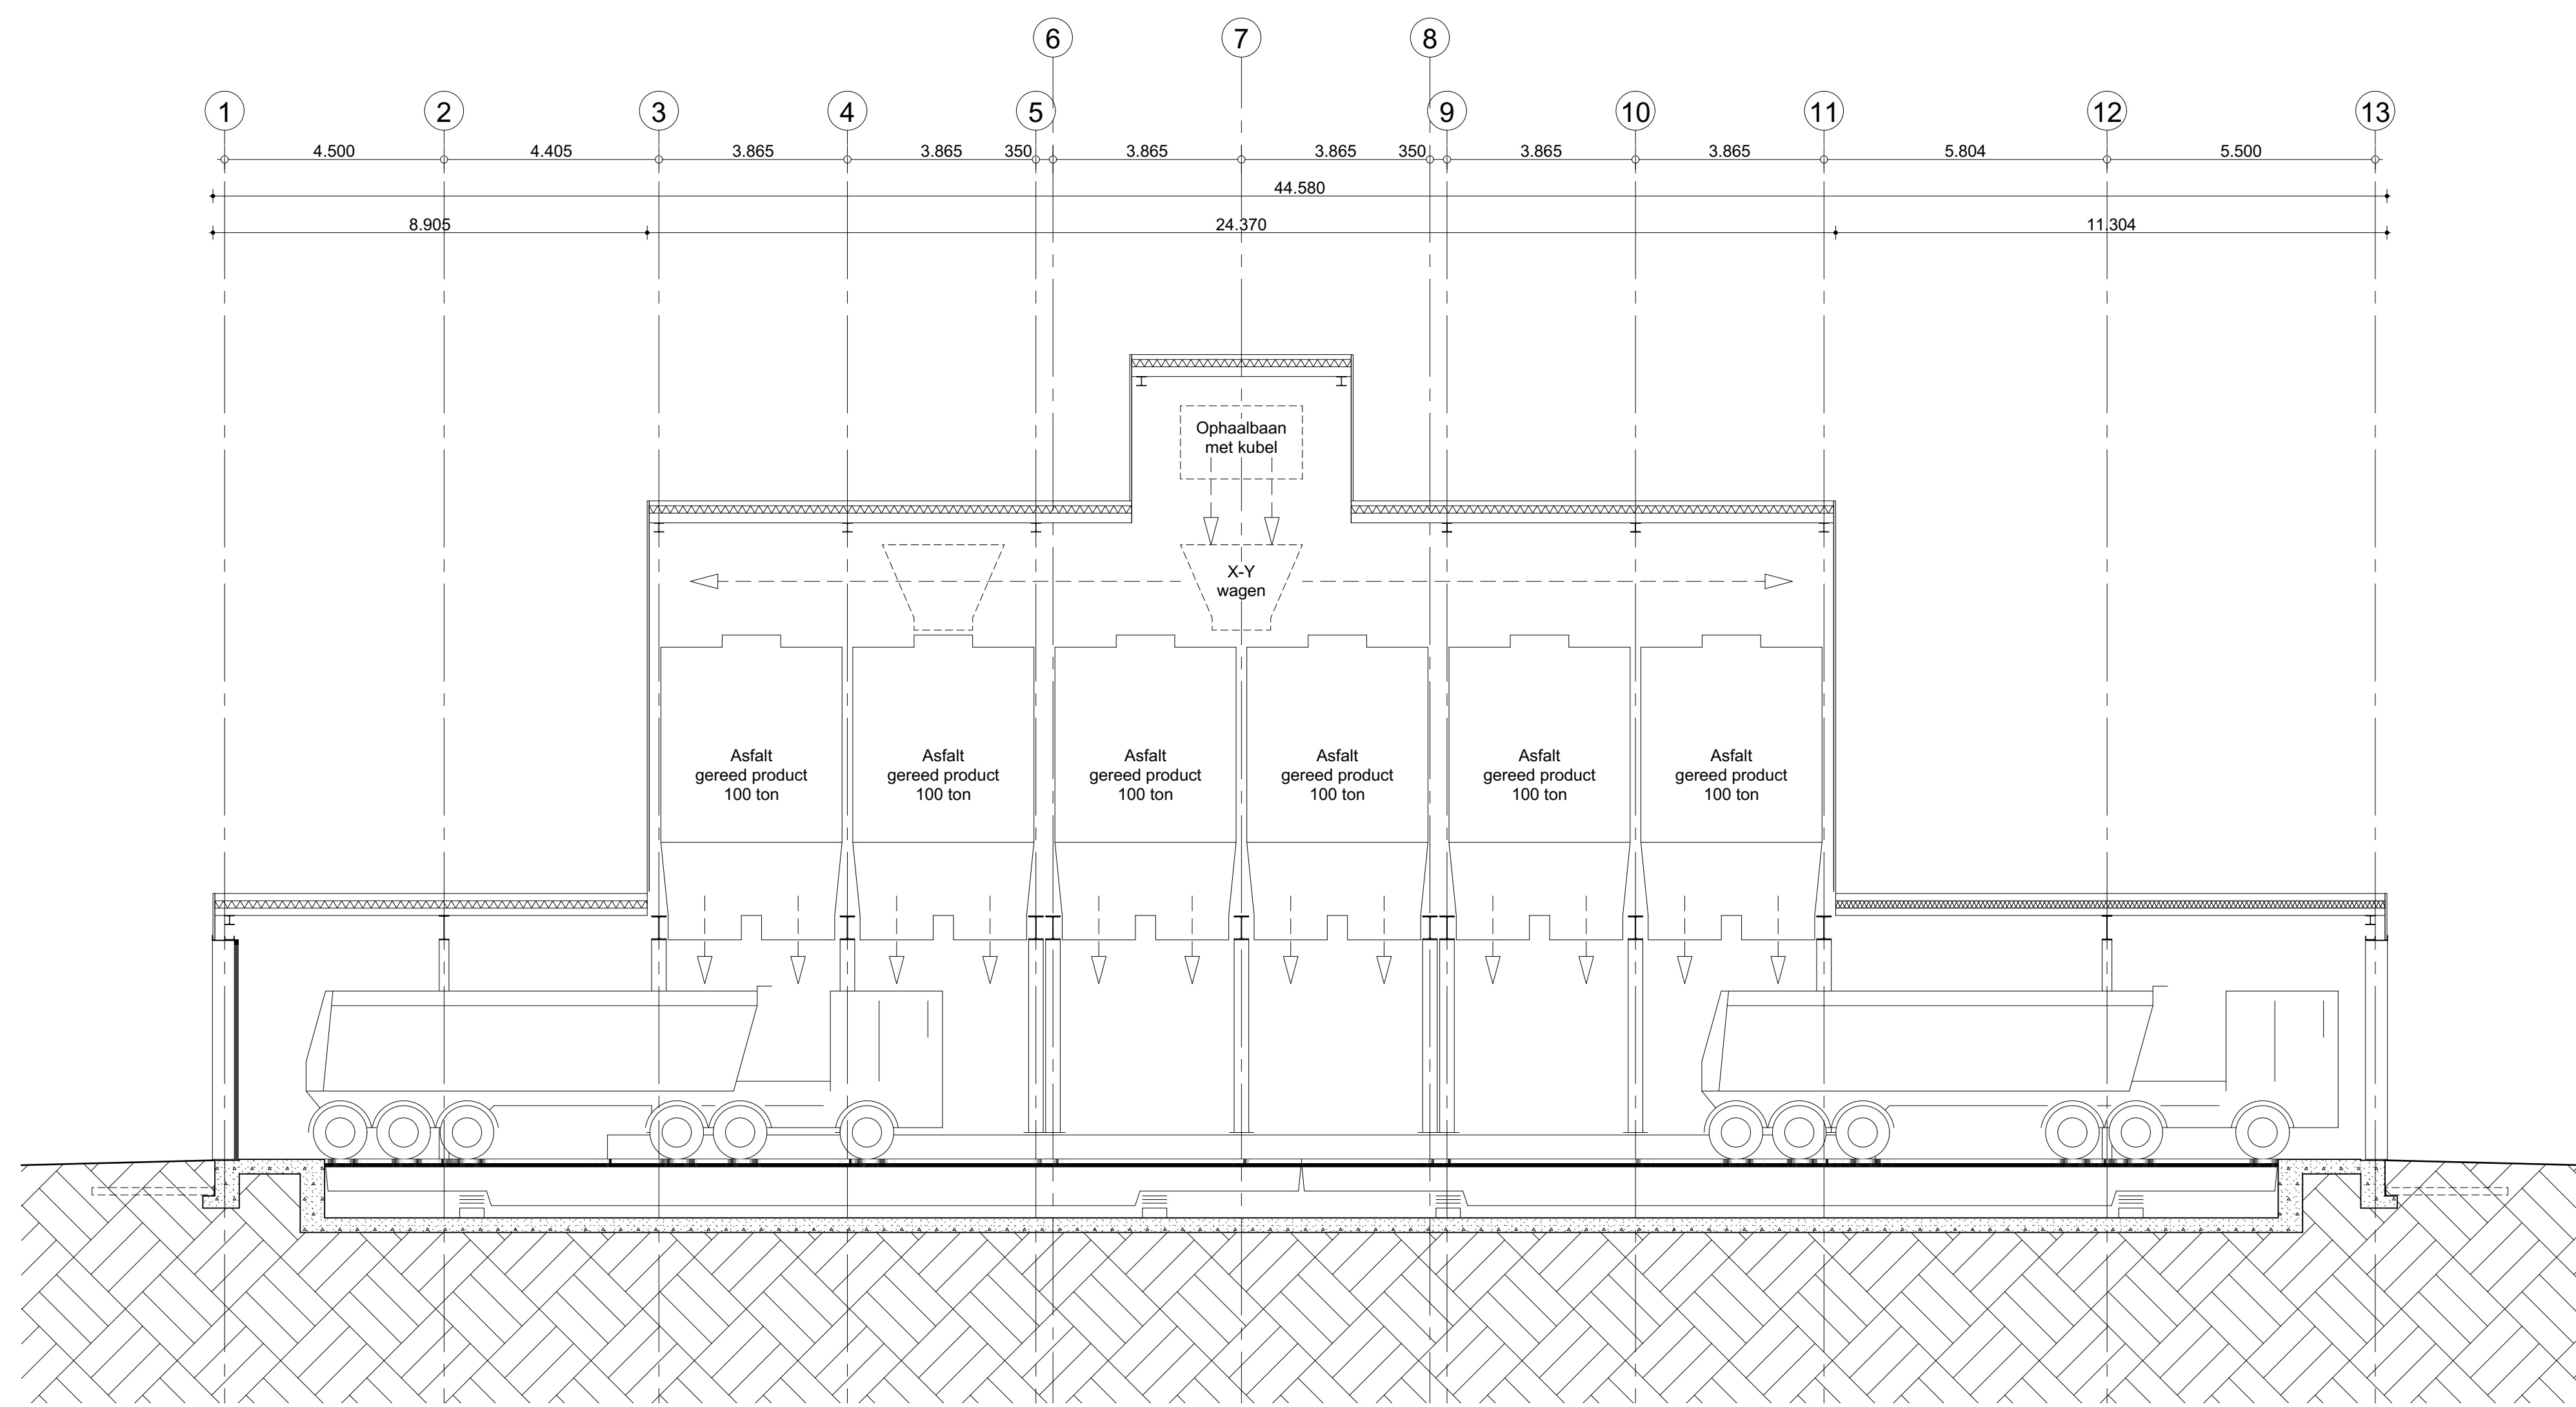 6 7 8
1 2 3 4 5 9 10 11 12 13
4.500 4.405 3.865 3.865 350 3.865 3.865 350 3.865 3.865 5.804 5.500
44.580
8.905 24.370 11.304
Ophaalbaan
met kubel
X-Y
wagen
Asfalt
gereed product
100 ton
Asfalt
gereed product
100 ton
Asfalt
gereed product
100 ton
Asfalt
gereed product
100 ton
Asfalt
gereed product
100 ton
Asfalt
gereed product
100 ton